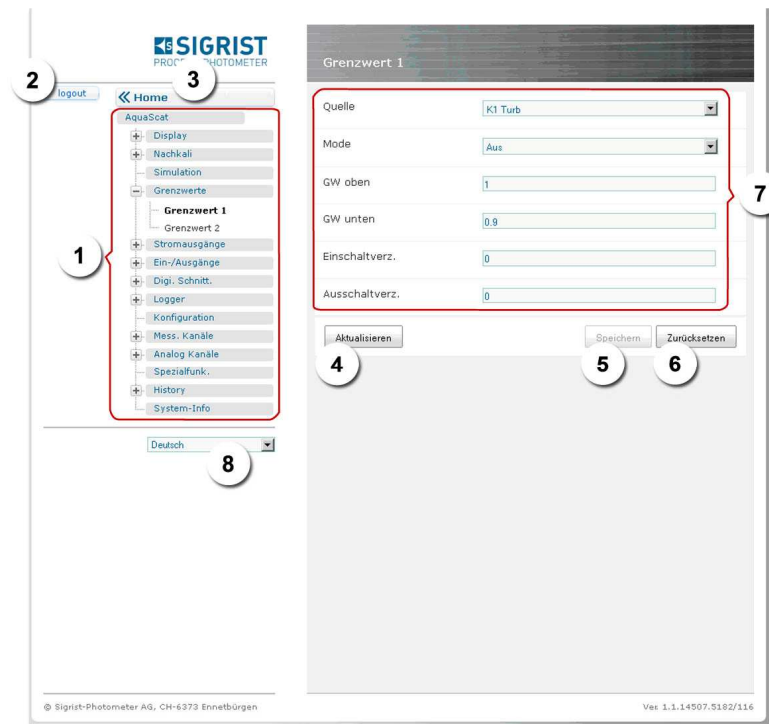 SIGRIST
PROCESS-PHOTOMETER
Grenzwert 1
2
logout
3
Home
AquaScat
Display
Nachkali
Simulation
Grenzwerte
Grenzwert 1
Grenzwert 2
Stromausgänge
Ein-/Ausgänge
Digi. Schnitt.
Logger
Konfiguration
Mess. Kanäle
Analog Kanäle
Spezialfunk.
History
System-Info
1
Deutsch
8
Quelle
K1 Turb
Mode
Aus
GW oben
1
GW unten
0.9
Einschaltverz.
0
Ausschaltverz.
0
7
Aktualisieren
Speichern
Zurücksetzen
4
5
6
© Sigrist-Photometer AG, CH-6373 Ennetbürgen
Ver. 1.1.14507.5182/116